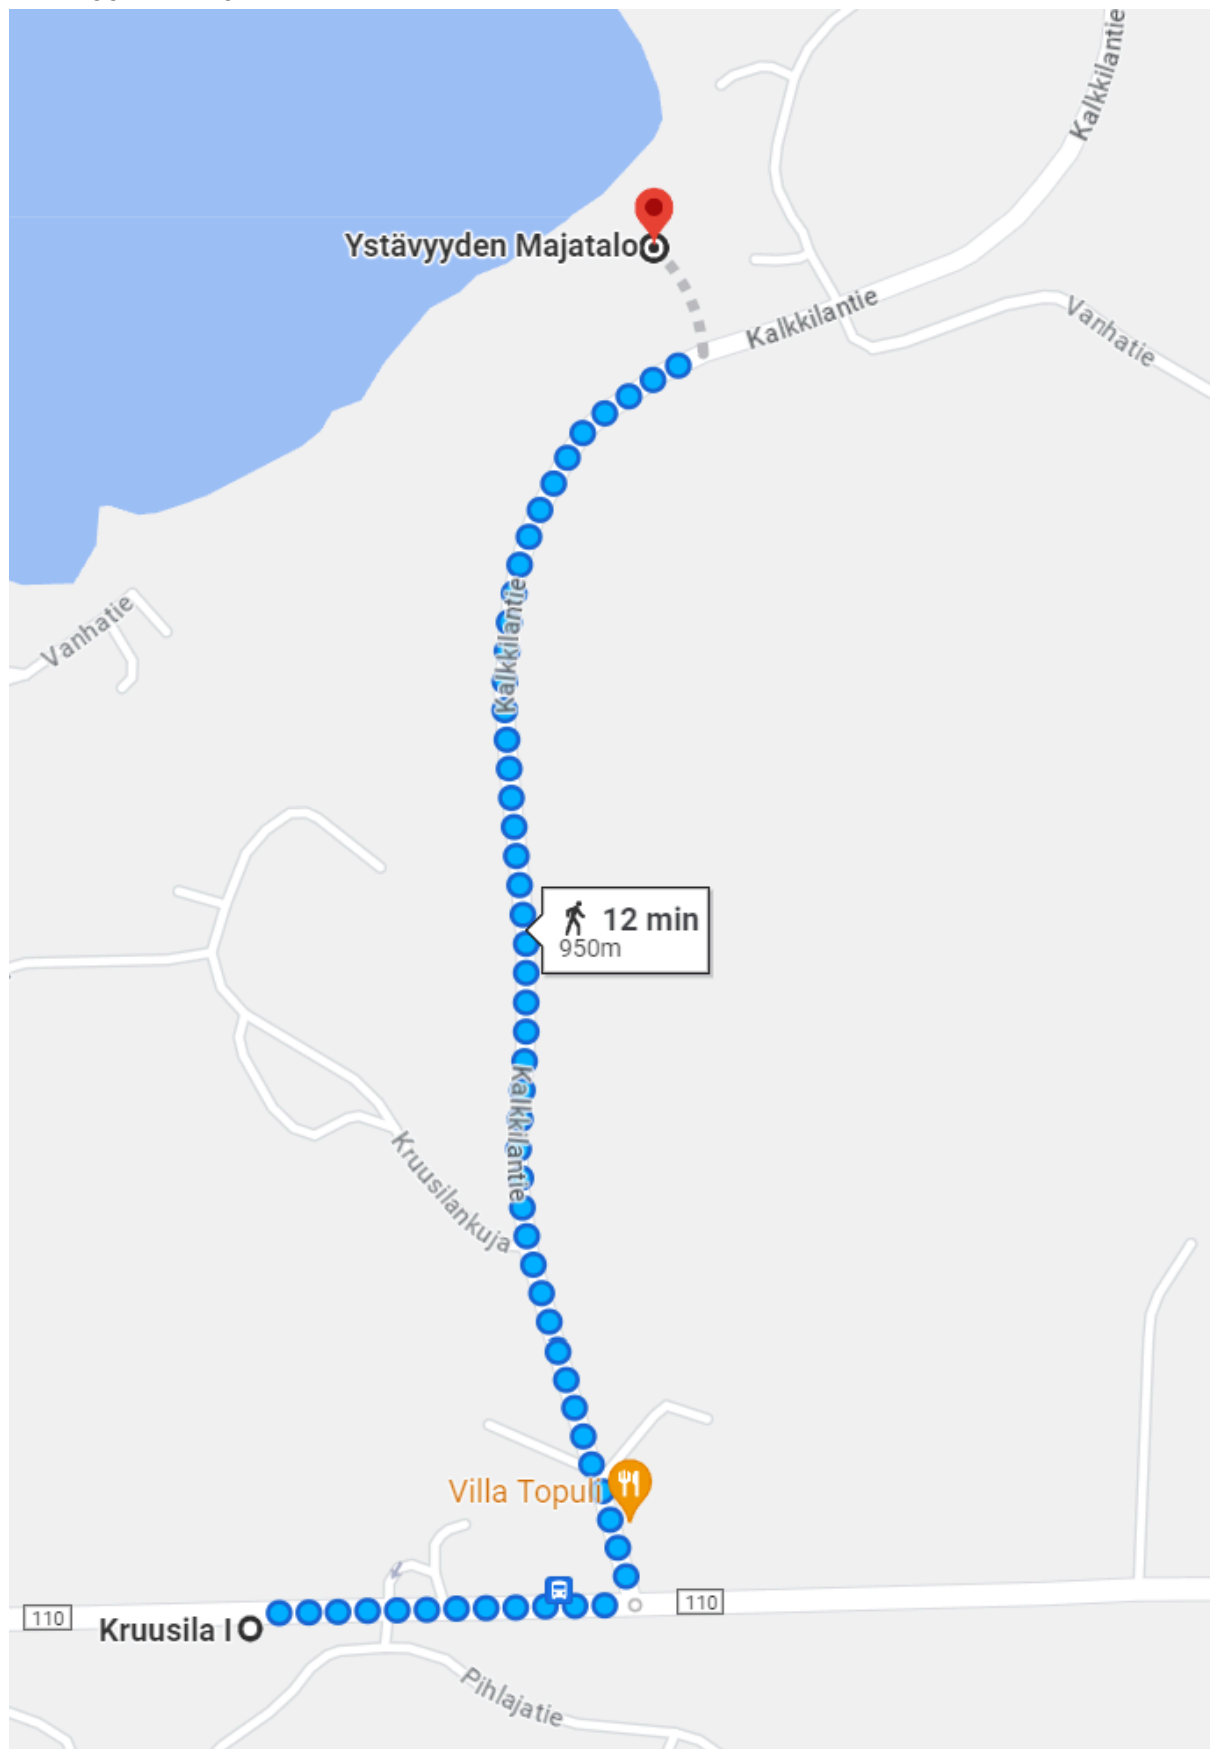 Kalkkilantie
Ystävyyden Majatalo
Kalkkilantie
Vanhatie
Kalkkilantie
Vanhatie
12 min
950m
Kalkkilantie
Kruusilankuja
Villa Topuli
110
110
Kruusila I
Pihlajatie